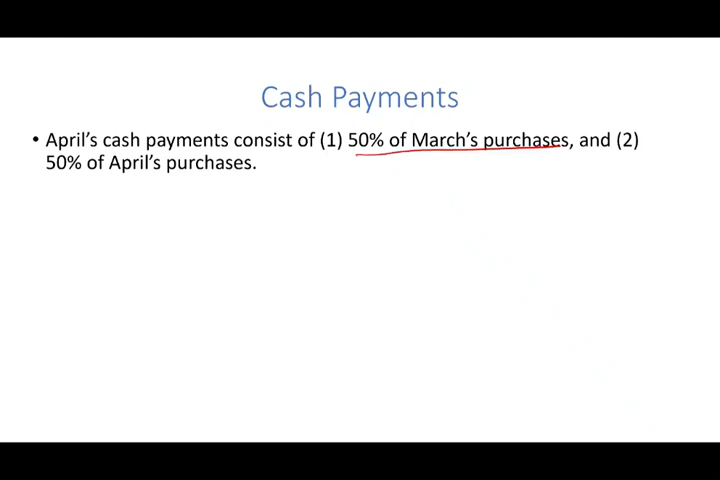 Cash Payments
• April's cash payments consist of (1) 50% of March's purchases, and (2)
50% of April's purchases.